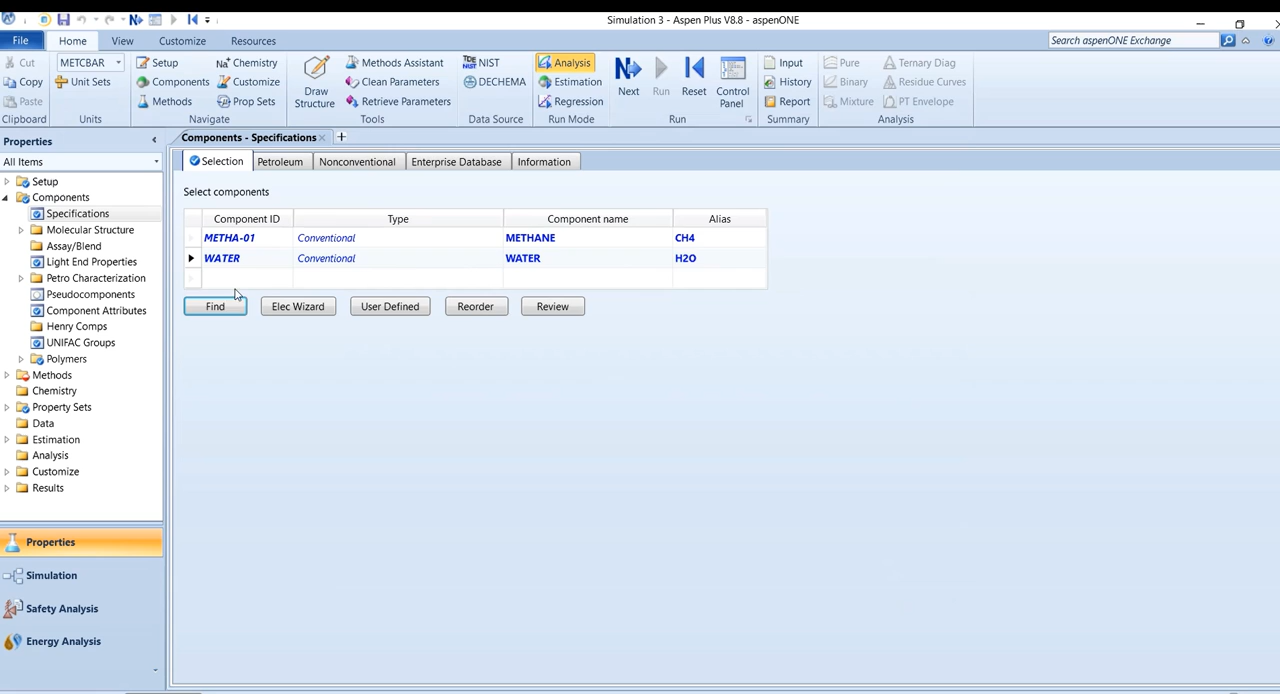 Simulation 3 - Aspen Plus V8.8 - aspenONE
File Home View Customize Resources Search aspenONE Exchange
Cut METCBAR Setup Chemistry Methods Assistant NIST Analysis Input Pure Ternary Diag
Copy Unit Sets Components Customize Clean Parameters DECHEMA Estimation History Binary Residue Curves
Paste Methods Prop Sets Draw Structure Retrieve Parameters Regression Next Run Reset Control Panel Report Mixture PT Envelope
Clipboard Units Navigate Tools Data Source Run Mode Run Summary Analysis
Properties
All Items
Setup
Components
Specifications
Molecular Structure
Assay/Blend
Light End Properties
Petro Characterization
Pseudocomponents
Component Attributes
Henry Comps
UNIFAC Groups
Polymers
Methods
Chemistry
Property Sets
Data
Estimation
Analysis
Customize
Results
Properties
Simulation
Safety Analysis
Energy Analysis
Components - Specifications
Selection Petroleum Nonconventional Enterprise Database Information
Select components
Component ID Type Component name Alias
METHA-01 Conventional METHANE CH4
WATER Conventional WATER H2O
Find Elec Wizard User Defined Reorder Review